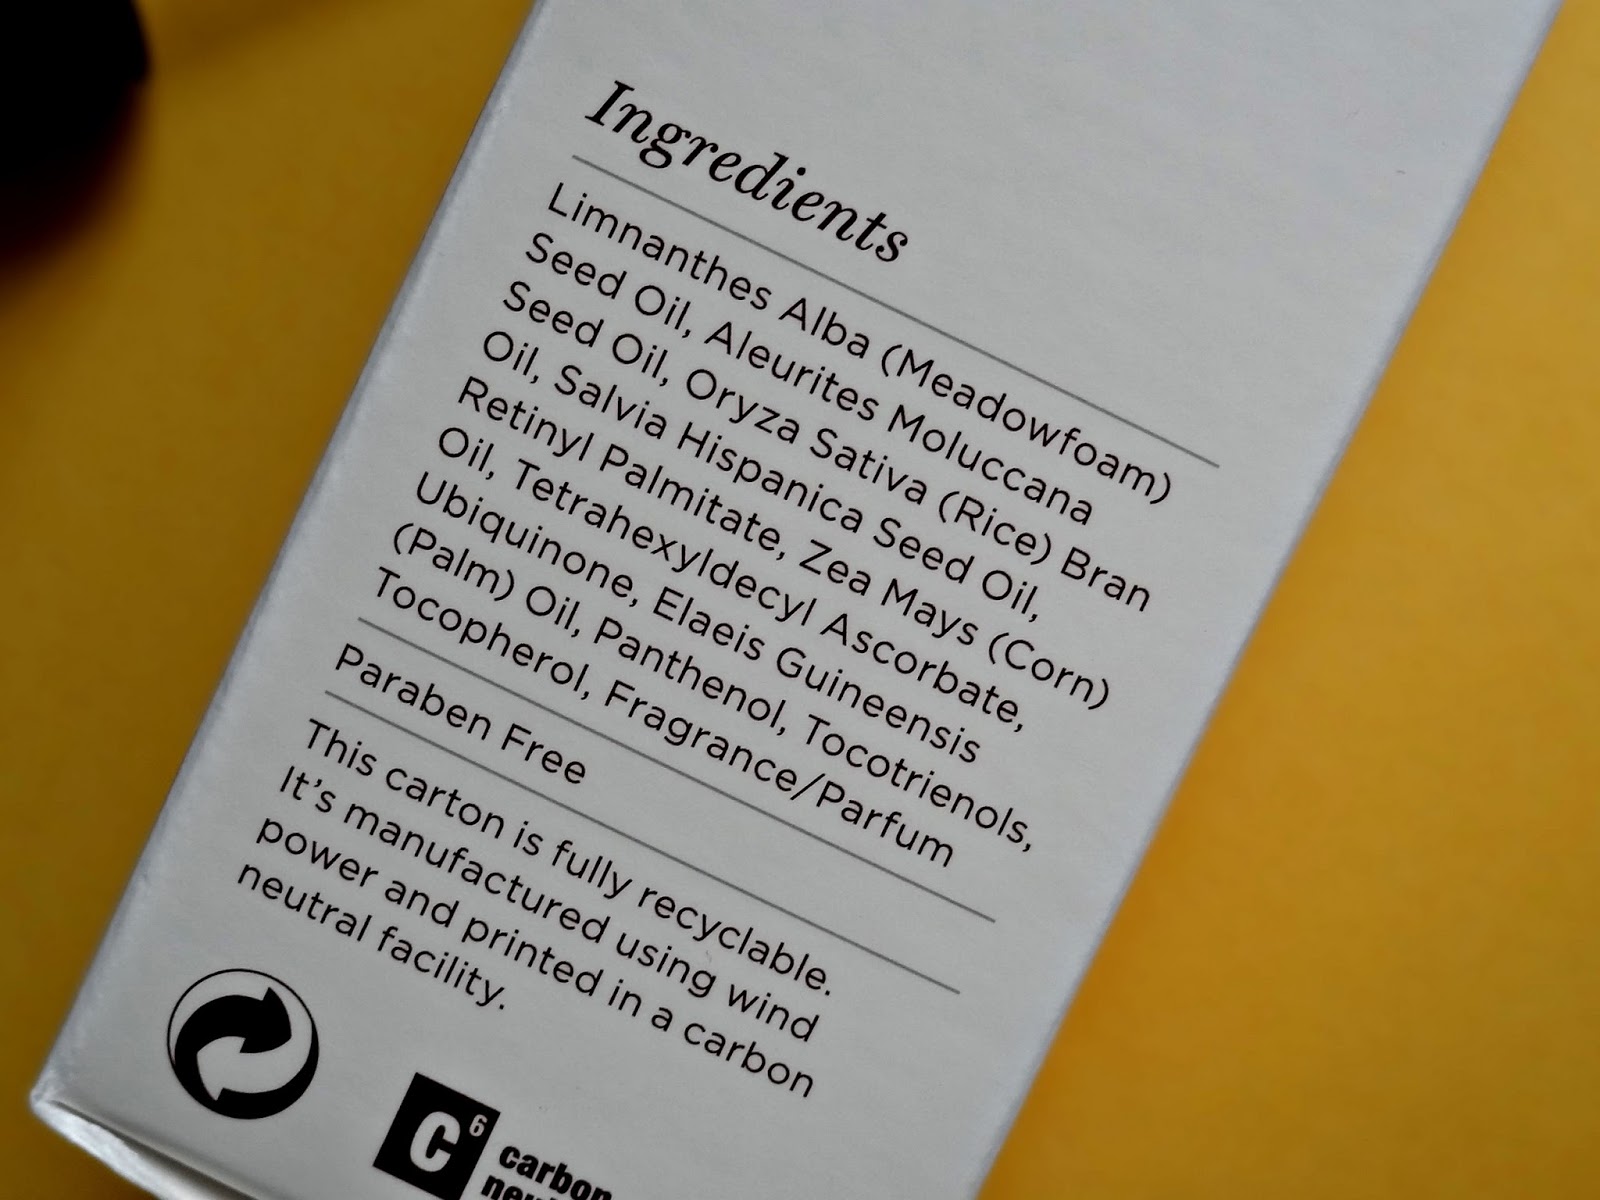 Ingredients
Limnanthes Alba (Meadowfoam)
Seed Oil, Aleurites Moluccana
Seed Oil, Oryza Sativa (Rice) Bran
Oil, Salvia Hispanica Seed Oil,
Retinyl Palmitate, Zea Mays (Corn)
Oil, Tetrahexyldecyl Ascorbate,
Ubiquinone, Elaeis Guineensis
(Palm) Oil, Panthenol, Tocotrienols,
Tocopherol, Fragrance/Parfum
Paraben Free
This carton is fully recyclable.
It's manufactured using wind
power and printed in a carbon
neutral facility.
C6
carbon